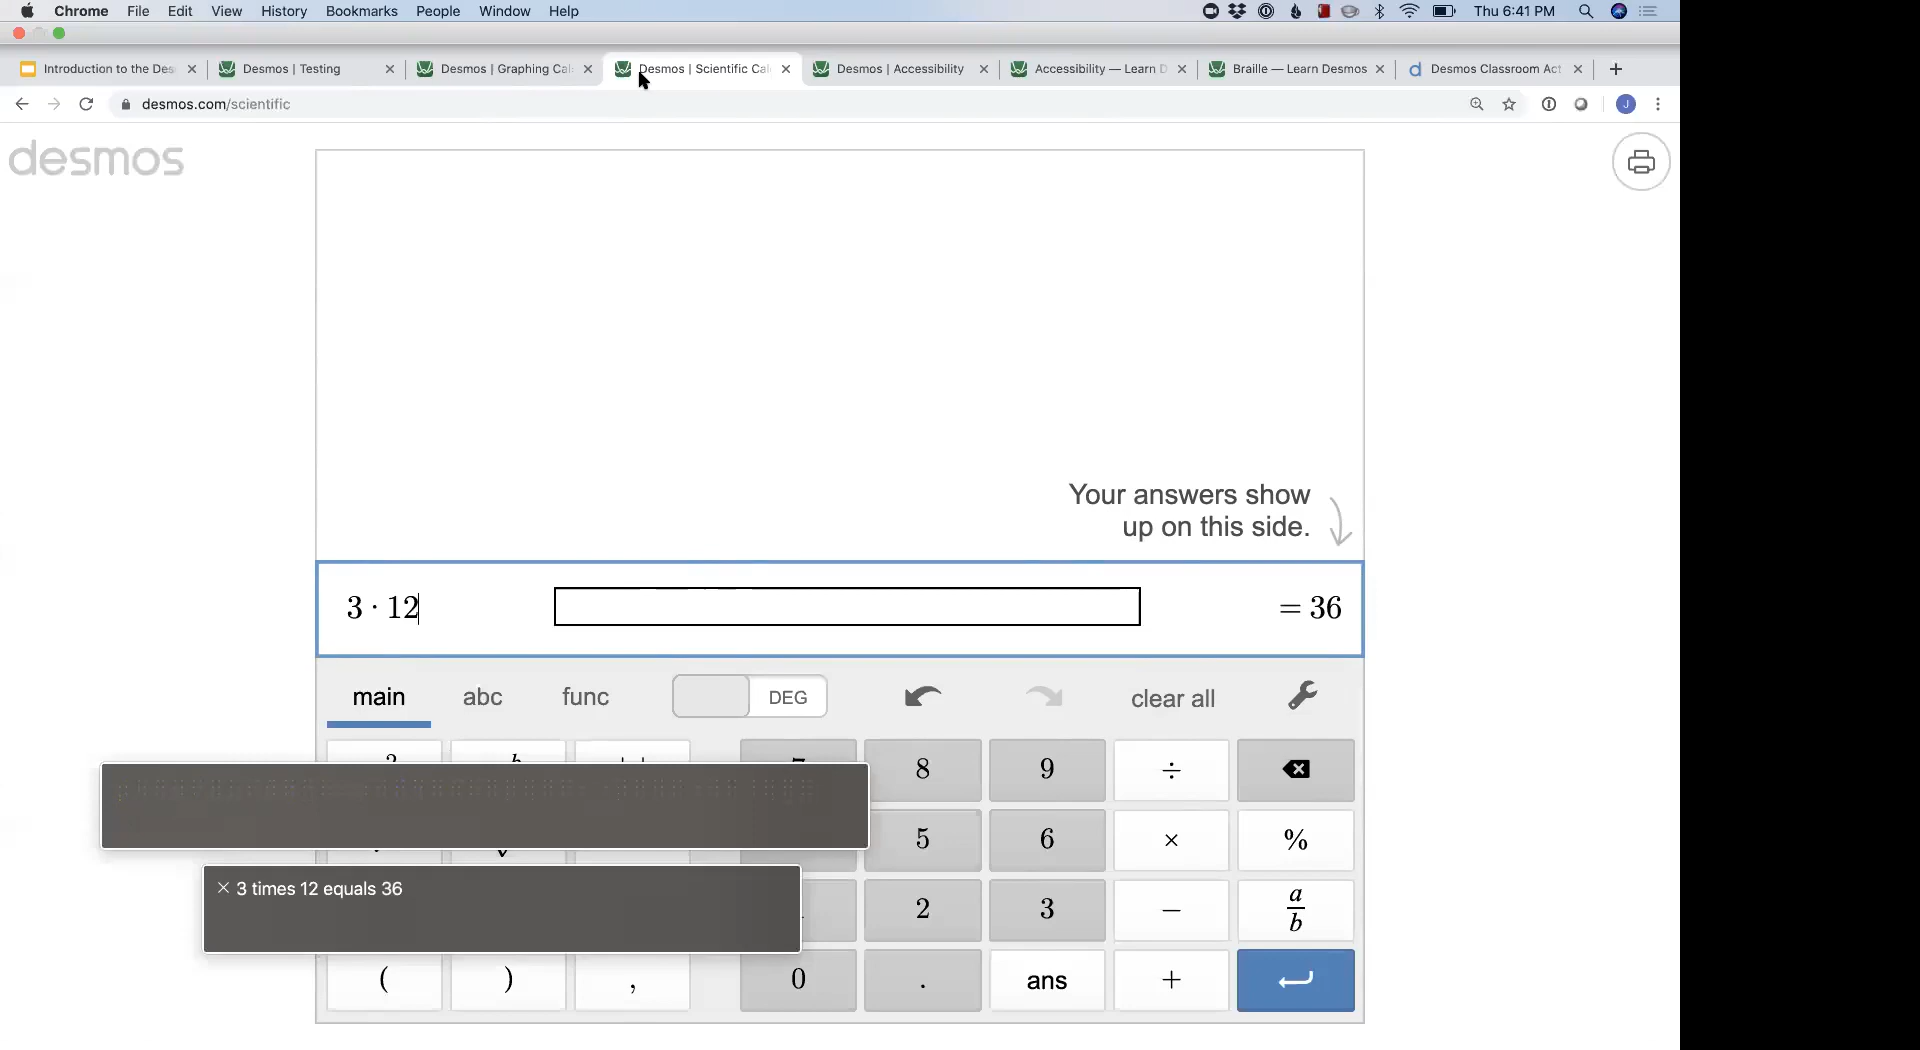 Chrome File Edit View History Bookmarks People Window Help Thu 6:41 PM
Introduction to the Des Desmos | Testing Desmos | Graphing Cal Desmos | Scientific Cal Desmos | Accessibility Accessibility — Learn D Braille — Learn Desmos Desmos Classroom Act
desmos.com/scientific J
desmos
Your answers show
up on this side.
3 · 12 = 36
main abc func DEG clear all
8 9 ÷
5 6 × %
× 3 times 12 equals 36
2 3 − a/b
( ) , 0 . ans +